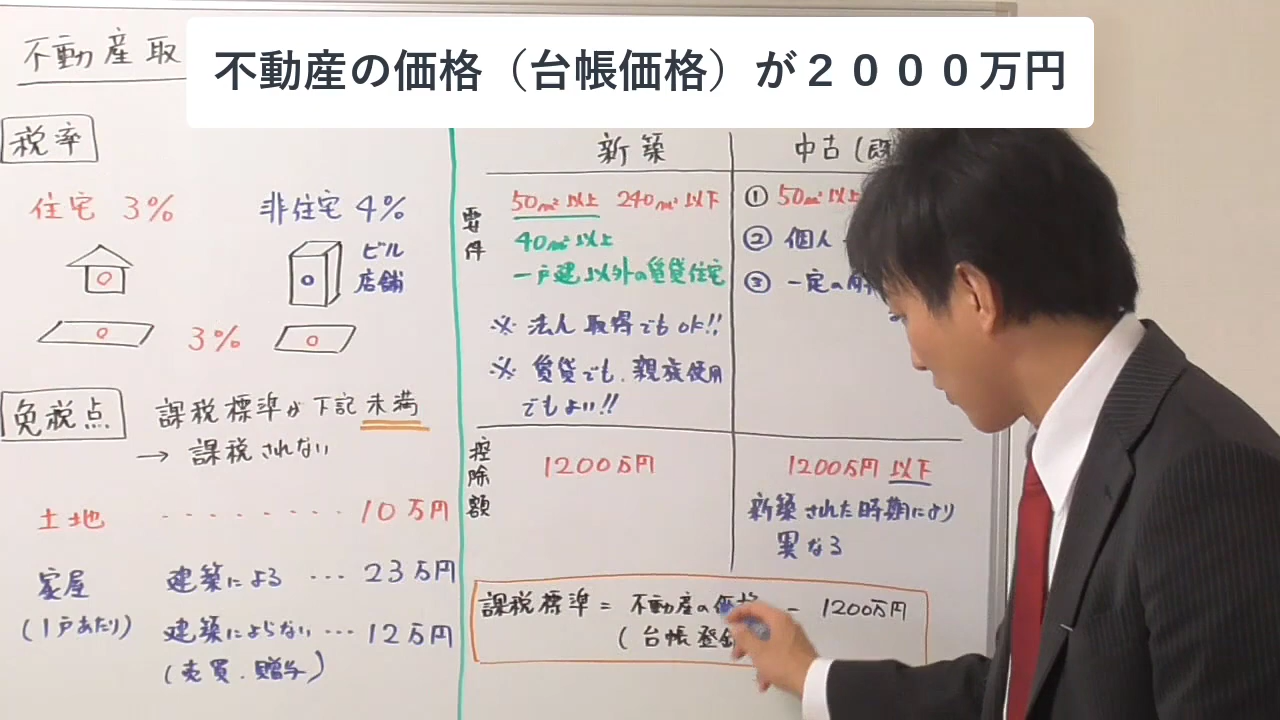 不動産の価格（台帳価格）が２０００万円
不動産取
税率
住宅 3%
非住宅 4%
ビル
店舗
3%
免税点
課税標準が下記未満
→ 課税されない
土地 ........ 10万円
家屋 建築による … 23万円
(1戸あたり) 建築によらない … 12万円
(売買.贈与)
新築
中古(既
要件
50m²以上 240m²以下
40m²以上
一戸建以外の賃貸住宅
※ 法人取得でもOK!!
※ 賃貸でも.親族使用
でもよい!!
① 50m²以上
② 個人
③ 一定の
控除額
1200万円
1200万円以下
新築された時期により
異なる
課税標準 = 不動産の価格 - 1200万円
(台帳登録